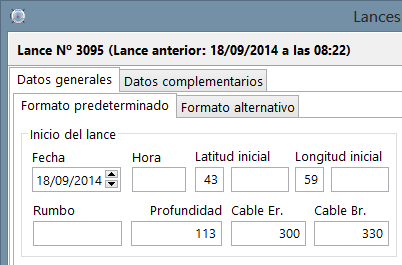 Lances
Lance Nº 3095 (Lance anterior: 18/09/2014 a las 08:22)
Datos generales Datos complementarios
Formato predeterminado Formato alternativo
Inicio del lance
Fecha Hora Latitud inicial Longitud inicial
18/09/2014 43 59
Rumbo Profundidad Cable Er. Cable Br.
113 300 330